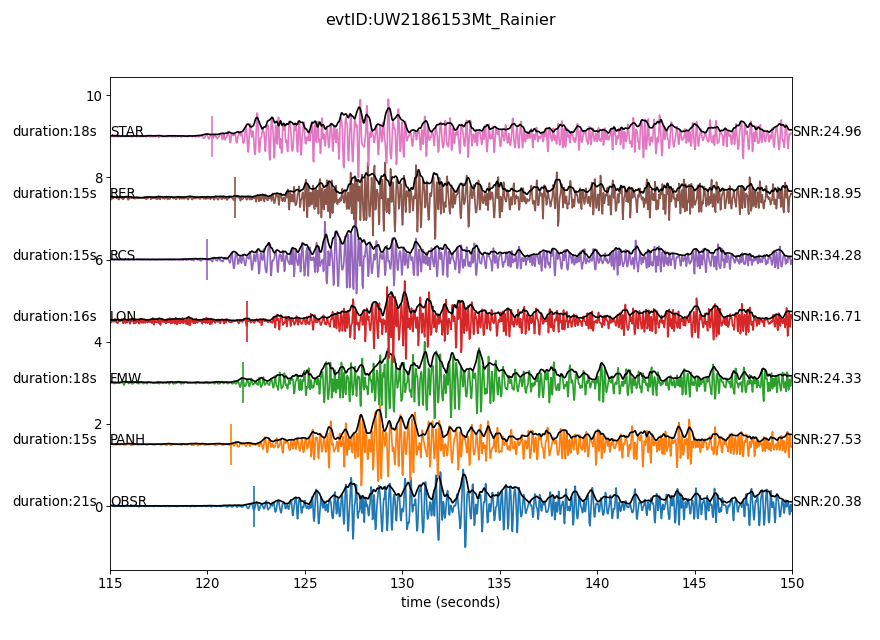 evtID:UW2186153Mt_Rainier
10
duration:18s STAR SNR:24.96
8
duration:15s RER SNR:18.95
duration:15s RCS SNR:34.28
6
duration:16s LON SNR:16.71
4
duration:18s FMW SNR:24.33
2
duration:15s PANH SNR:27.53
duration:21s OBSR SNR:20.38
0
115 120 125 130 135 140 145 150
time (seconds)